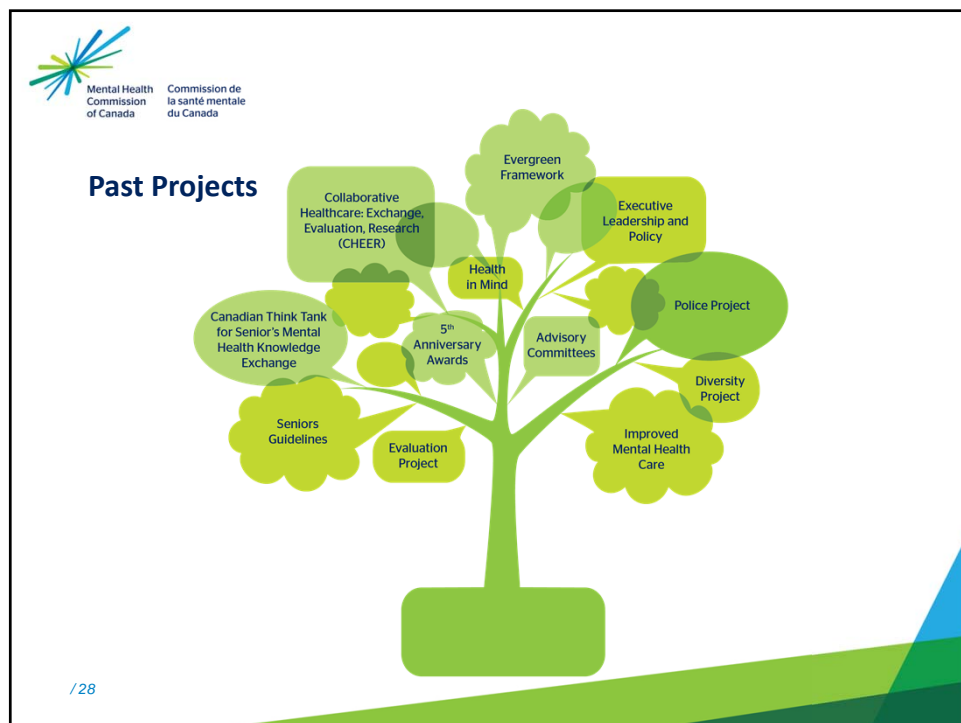 Mental Health
Commission
of Canada
Commission de
la santé mentale
du Canada
Past Projects
Evergreen
Framework
Collaborative
Healthcare: Exchange,
Evaluation, Research
(CHEER)
Executive
Leadership and
Policy
Health
in Mind
Police Project
Canadian Think Tank
for Senior's Mental
Health Knowledge
Exchange
5th
Anniversary
Awards
Advisory
Committees
Diversity
Project
Seniors
Guidelines
Evaluation
Project
Improved
Mental Health
Care
/ 28